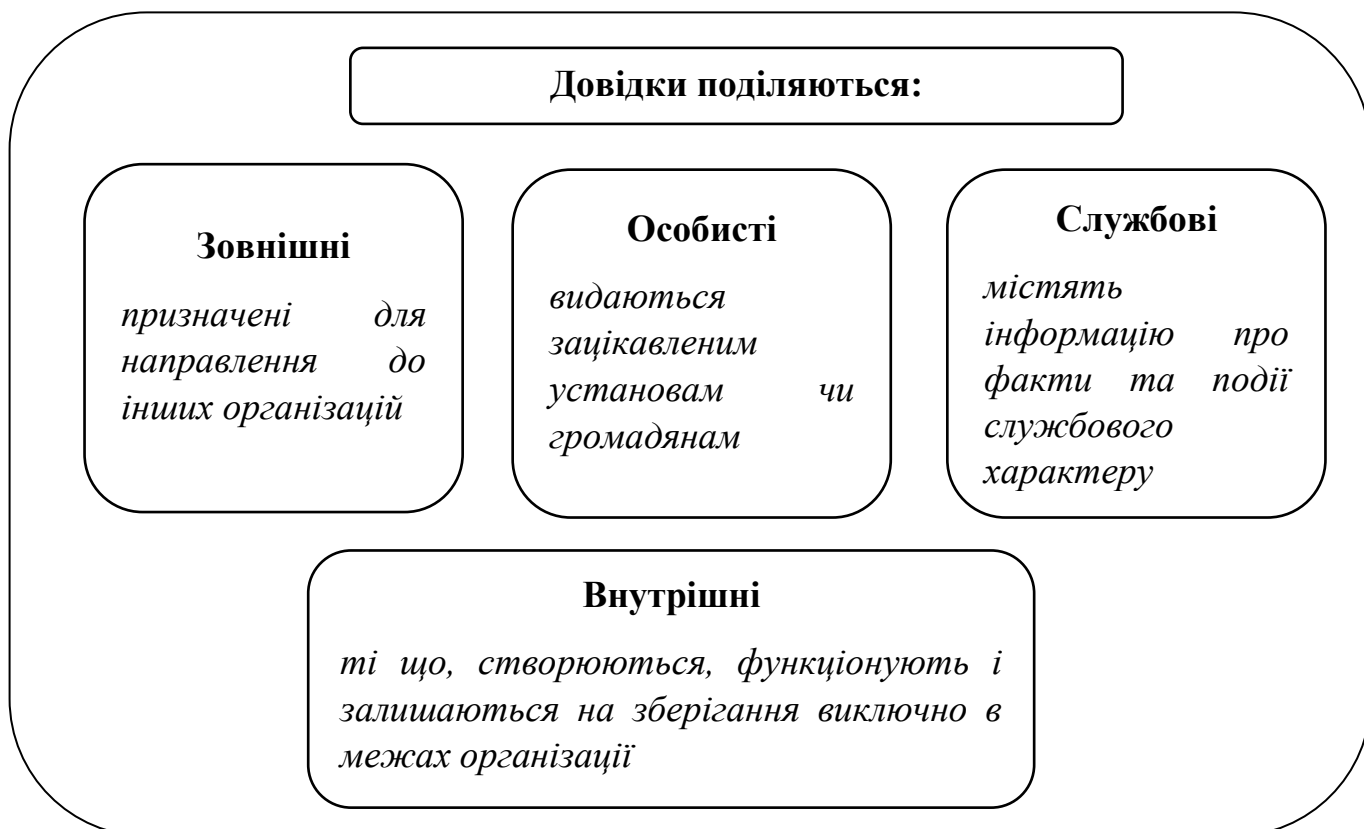 Довідки поділяються:
Зовнішні
призначені для
направлення до
інших організацій
Особисті
видаються
зацікавленим
установам чи
громадянам
Службові
містять
інформацію про
факти та події
службового
характеру
Внутрішні
ті що, створюються, функціонують і
залишаються на зберігання виключно в
межах організації